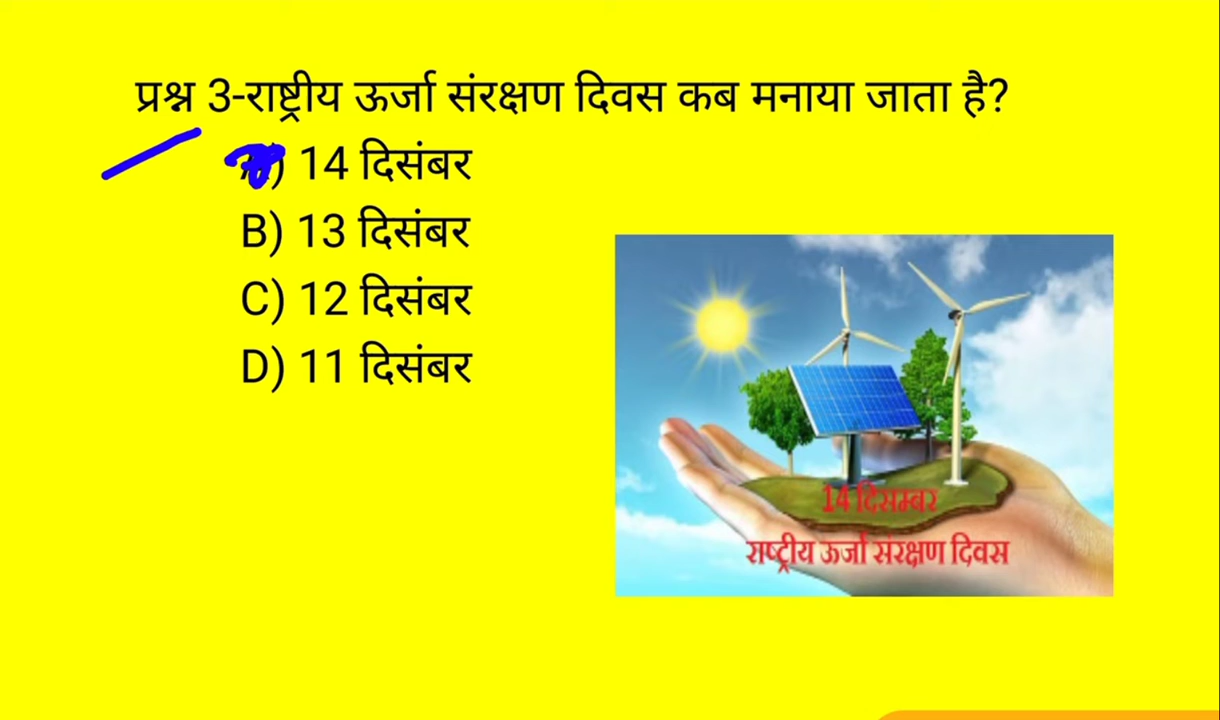 प्रश्न 3-राष्ट्रीय ऊर्जा संरक्षण दिवस कब मनाया जाता है?
A) 14 दिसंबर
B) 13 दिसंबर
C) 12 दिसंबर
D) 11 दिसंबर
14 दिसम्बर
राष्ट्रीय ऊर्जा संरक्षण दिवस